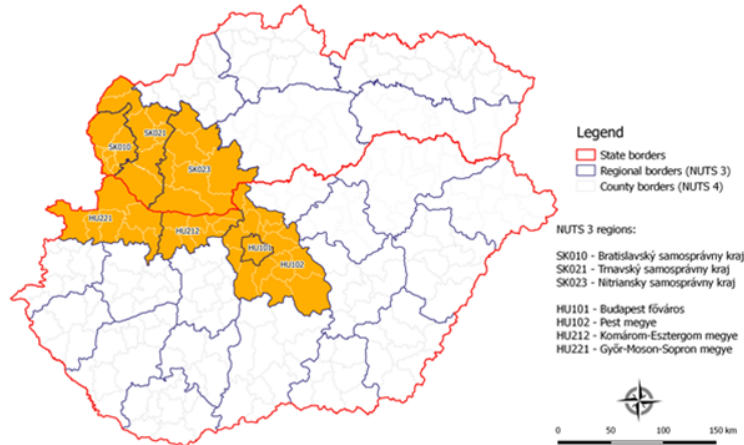 SK021
SK010
SK023
HU221
HU212
HU101
HU102
Legend
State borders
Regional borders (NUTS 3)
County borders (NUTS 4)
NUTS 3 regions:
SK010 - Bratislavský samosprávny kraj
SK021 - Trnavský samosprávny kraj
SK023 - Nitriansky samosprávny kraj
HU101 - Budapest főváros
HU102 - Pest megye
HU212 - Komárom-Esztergom megye
HU221 - Győr-Moson-Sopron megye
0 50 100 150 km